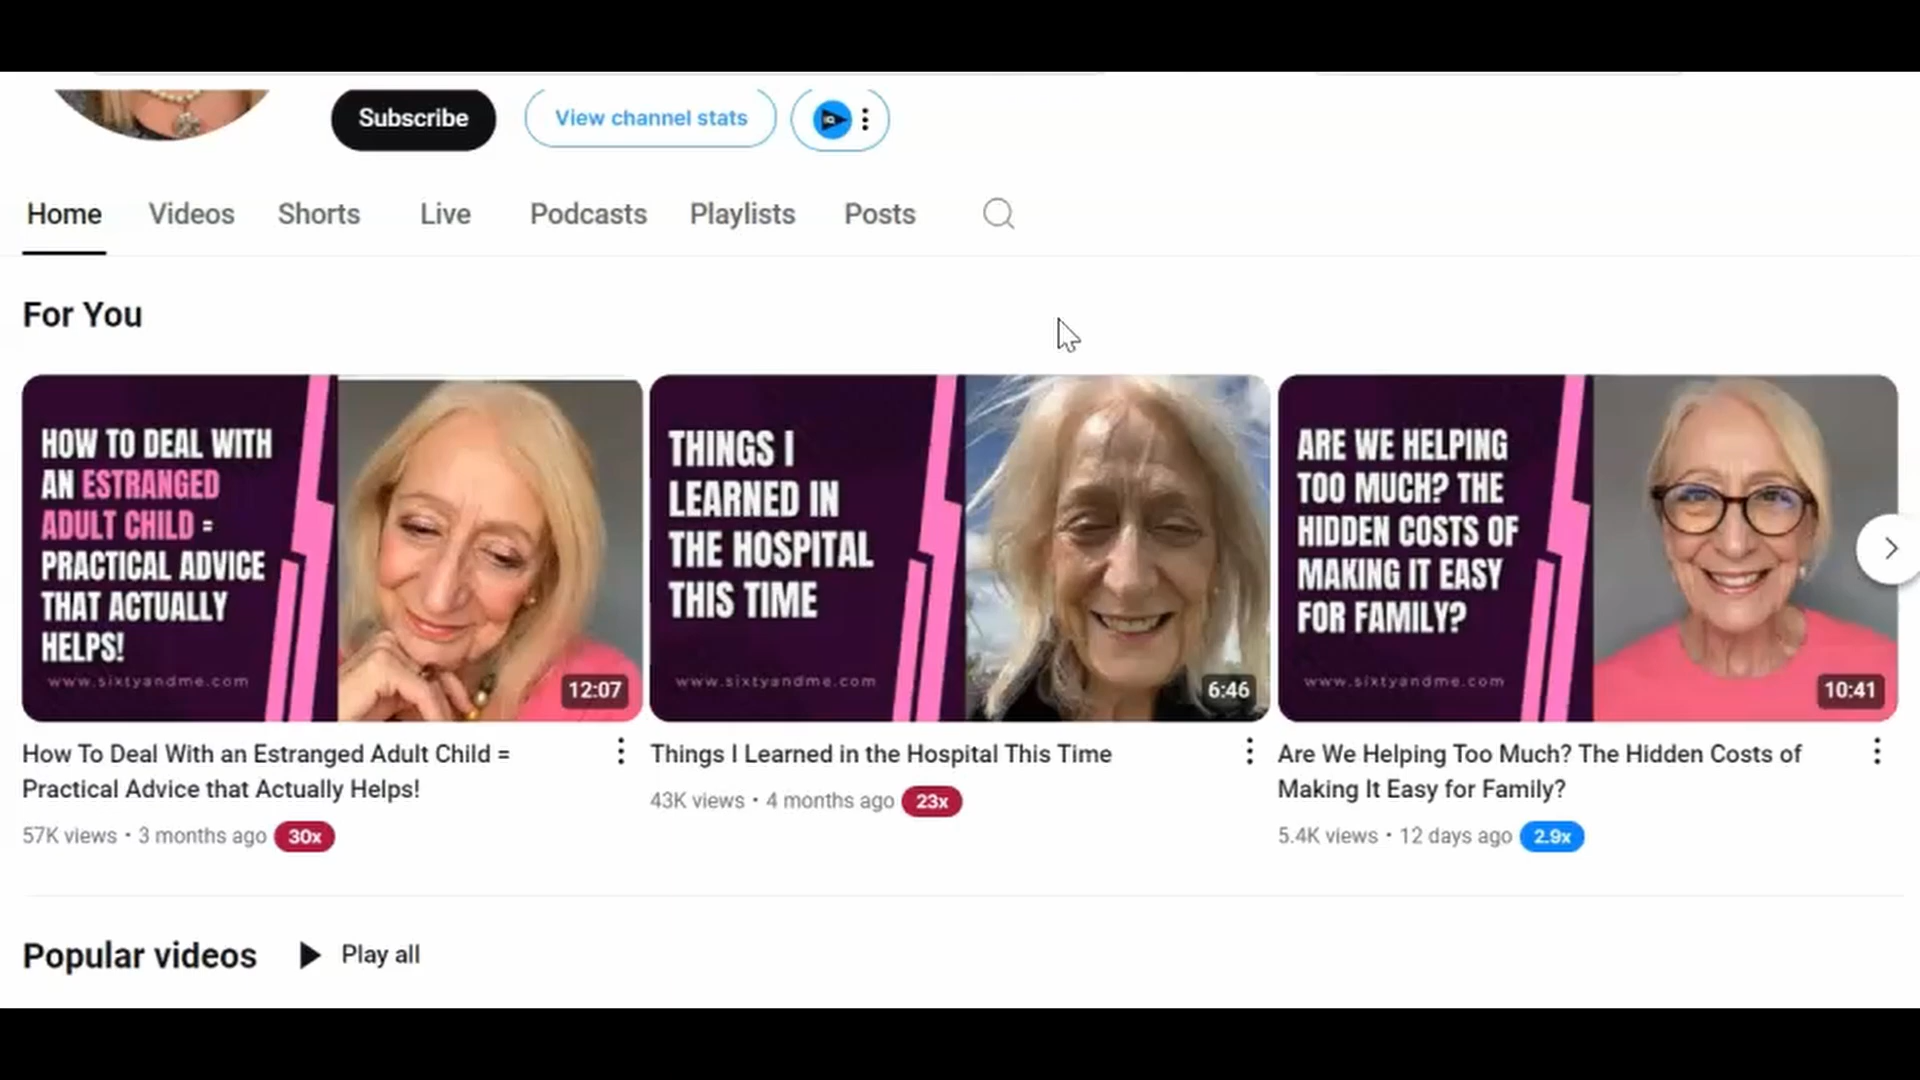 Subscribe
View channel stats
Home
Videos
Shorts
Live
Podcasts
Playlists
Posts
For You
HOW TO DEAL WITH
AN ESTRANGED
ADULT CHILD =
PRACTICAL ADVICE
THAT ACTUALLY
HELPS!
www.sixtyandme.com
12:07
THINGS I
LEARNED IN
THE HOSPITAL
THIS TIME
www.sixtyandme.com
6:46
ARE WE HELPING
TOO MUCH? THE
HIDDEN COSTS OF
MAKING IT EASY
FOR FAMILY?
www.sixtyandme.com
10:41
How To Deal With an Estranged Adult Child =
Practical Advice that Actually Helps!
57K views • 3 months ago 30x
Things I Learned in the Hospital This Time
43K views • 4 months ago 23x
Are We Helping Too Much? The Hidden Costs of
Making It Easy for Family?
5.4K views • 12 days ago 2.9x
Popular videos
Play all